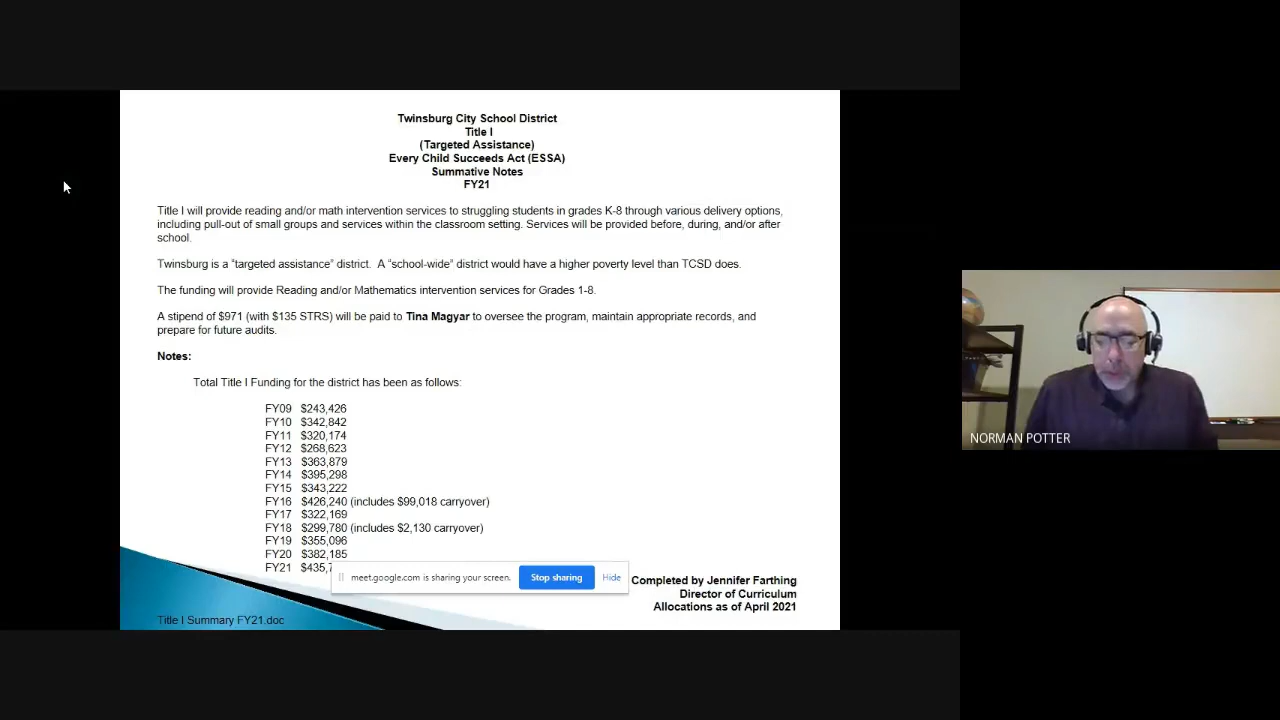 Twinsburg City School District
Title I
(Targeted Assistance)
Every Child Succeeds Act (ESSA)
Summative Notes
FY21
Title I will provide reading and/or math intervention services to struggling students in grades K-8 through various delivery options,
including pull-out of small groups and services within the classroom setting. Services will be provided before, during, and/or after
school.
Twinsburg is a “targeted assistance” district. A “school-wide” district would have a higher poverty level than TCSD does.
The funding will provide Reading and/or Mathematics intervention services for Grades 1-8.
A stipend of $971 (with $135 STRS) will be paid to Tina Magyar to oversee the program, maintain appropriate records, and
prepare for future audits.
Notes:
Total Title I Funding for the district has been as follows:
FY09 $243,426
FY10 $342,842
FY11 $320,174
FY12 $268,623
FY13 $363,879
FY14 $395,298
FY15 $343,222
FY16 $426,240 (includes $99,018 carryover)
FY17 $322,169
FY18 $299,780 (includes $2,130 carryover)
FY19 $355,096
FY20 $382,185
FY21
meet.google.com is sharing your screen. Stop sharing Hide
Completed by Jennifer Farthing
Director of Curriculum
Allocations as of April 2021
Title I Summary FY21.doc
NORMAN POTTER